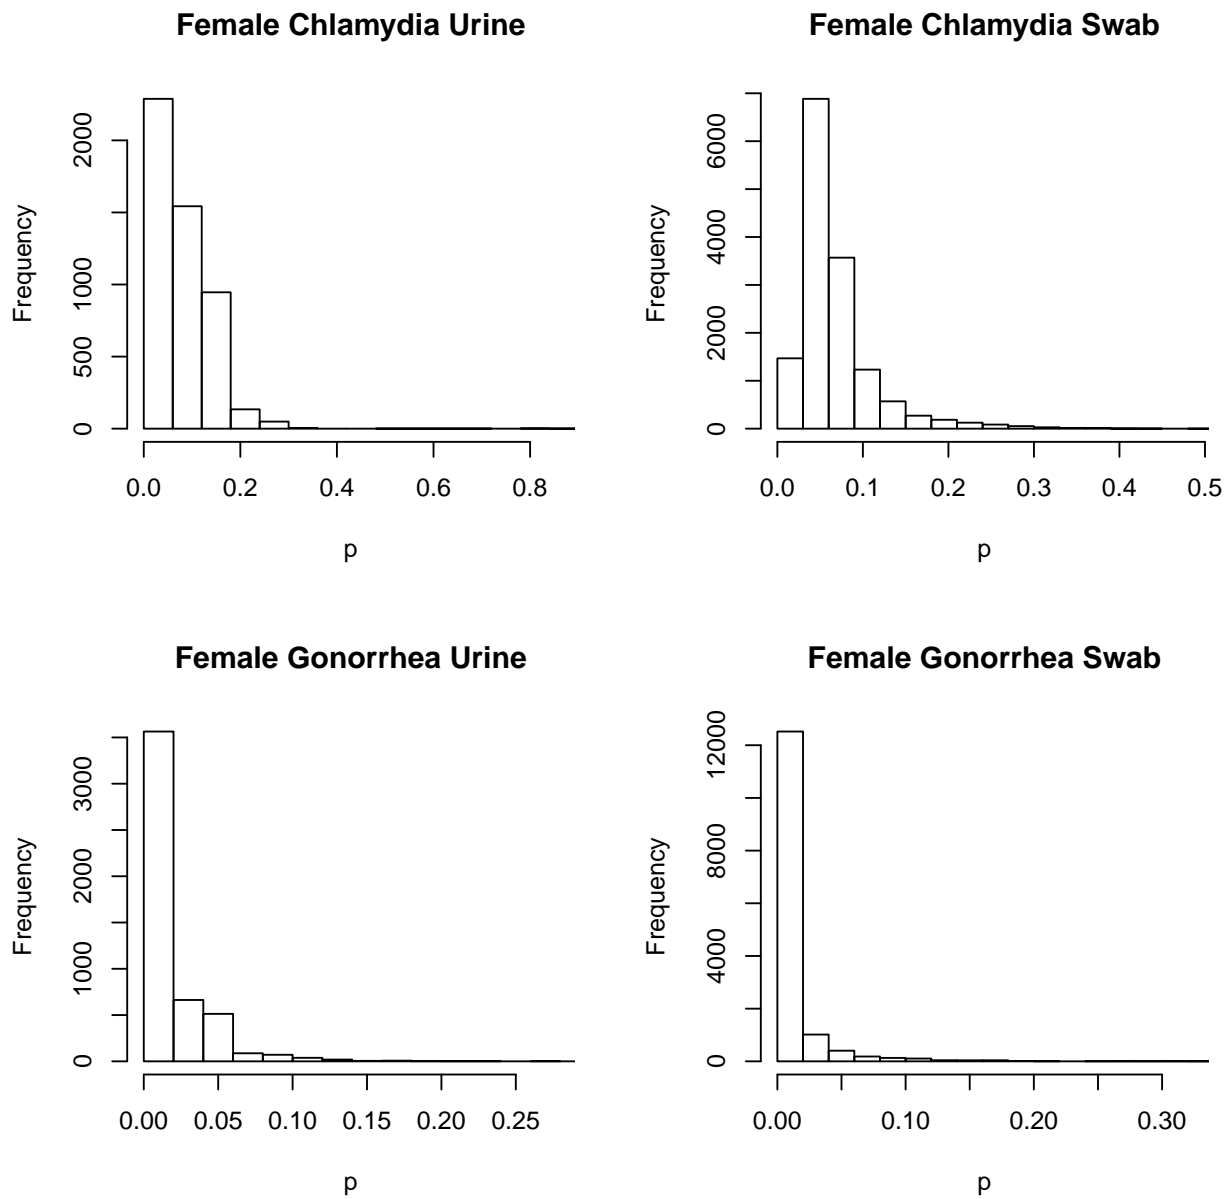 Female Chlamydia Urine
Frequency
2000
1000
500
0
0.0 0.2 0.4 0.6 0.8
p
Female Chlamydia Swab
Frequency
6000
4000
2000
0
0.0 0.1 0.2 0.3 0.4 0.5
p
Female Gonorrhea Urine
Frequency
3000
2000
1000
0
0.00 0.05 0.10 0.15 0.20 0.25
p
Female Gonorrhea Swab
Frequency
12000
8000
4000
0
0.00 0.10 0.20 0.30
p